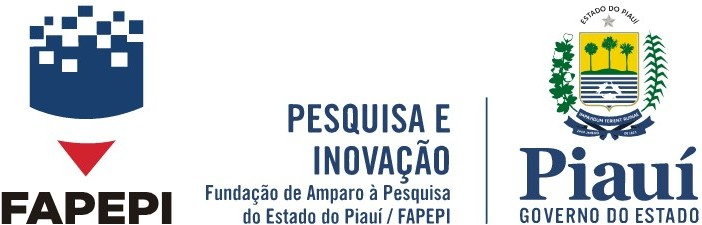 FAPEPI
PESQUISA E
INOVAÇÃO
Fundação de Amparo à Pesquisa
do Estado do Piauí / FAPEPI
ESTADO DO PIAUÍ
IMPAVIDUM FERIENT RUINAE
Piauí
GOVERNO DO ESTADO